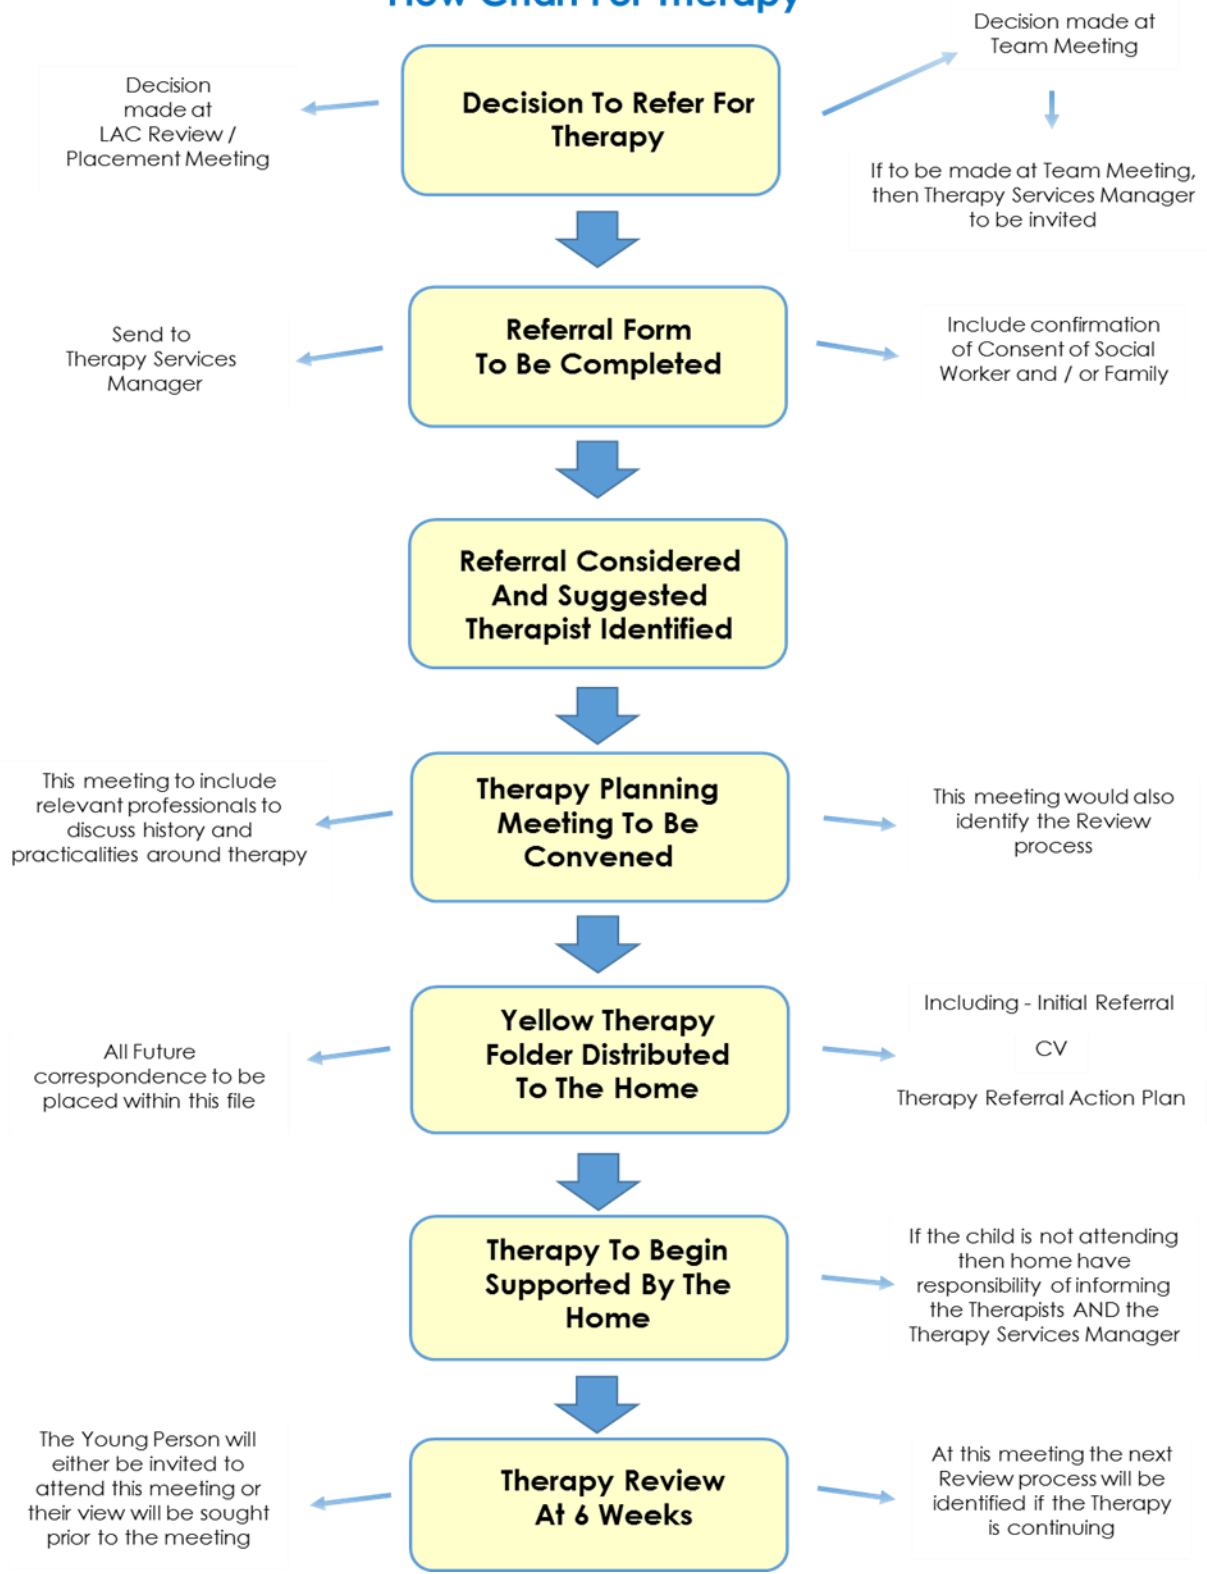 Flow Chart For Therapy
Decision made at
Team Meeting
Decision
made at
LAC Review /
Placement Meeting
Decision To Refer For
Therapy
If to be made at Team Meeting,
then Therapy Services Manager
to be invited
Send to
Therapy Services
Manager
Referral Form
To Be Completed
Include confirmation
of Consent of Social
Worker and / or Family
Referral Considered
And Suggested
Therapist Identified
This meeting to include
relevant professionals to
discuss history and
practicalities around therapy
Therapy Planning
Meeting To Be
Convened
This meeting would also
identify the Review
process
All Future
correspondence to be
placed within this file
Yellow Therapy
Folder Distributed
To The Home
Including - Initial Referral
CV
Therapy Referral Action Plan
Therapy To Begin
Supported By The
Home
If the child is not attending
then home have
responsibility of informing
the Therapists AND the
Therapy Services Manager
The Young Person will
either be invited to
attend this meeting or
their view will be sought
prior to the meeting
Therapy Review
At 6 Weeks
At this meeting the next
Review process will be
identified if the Therapy
is continuing